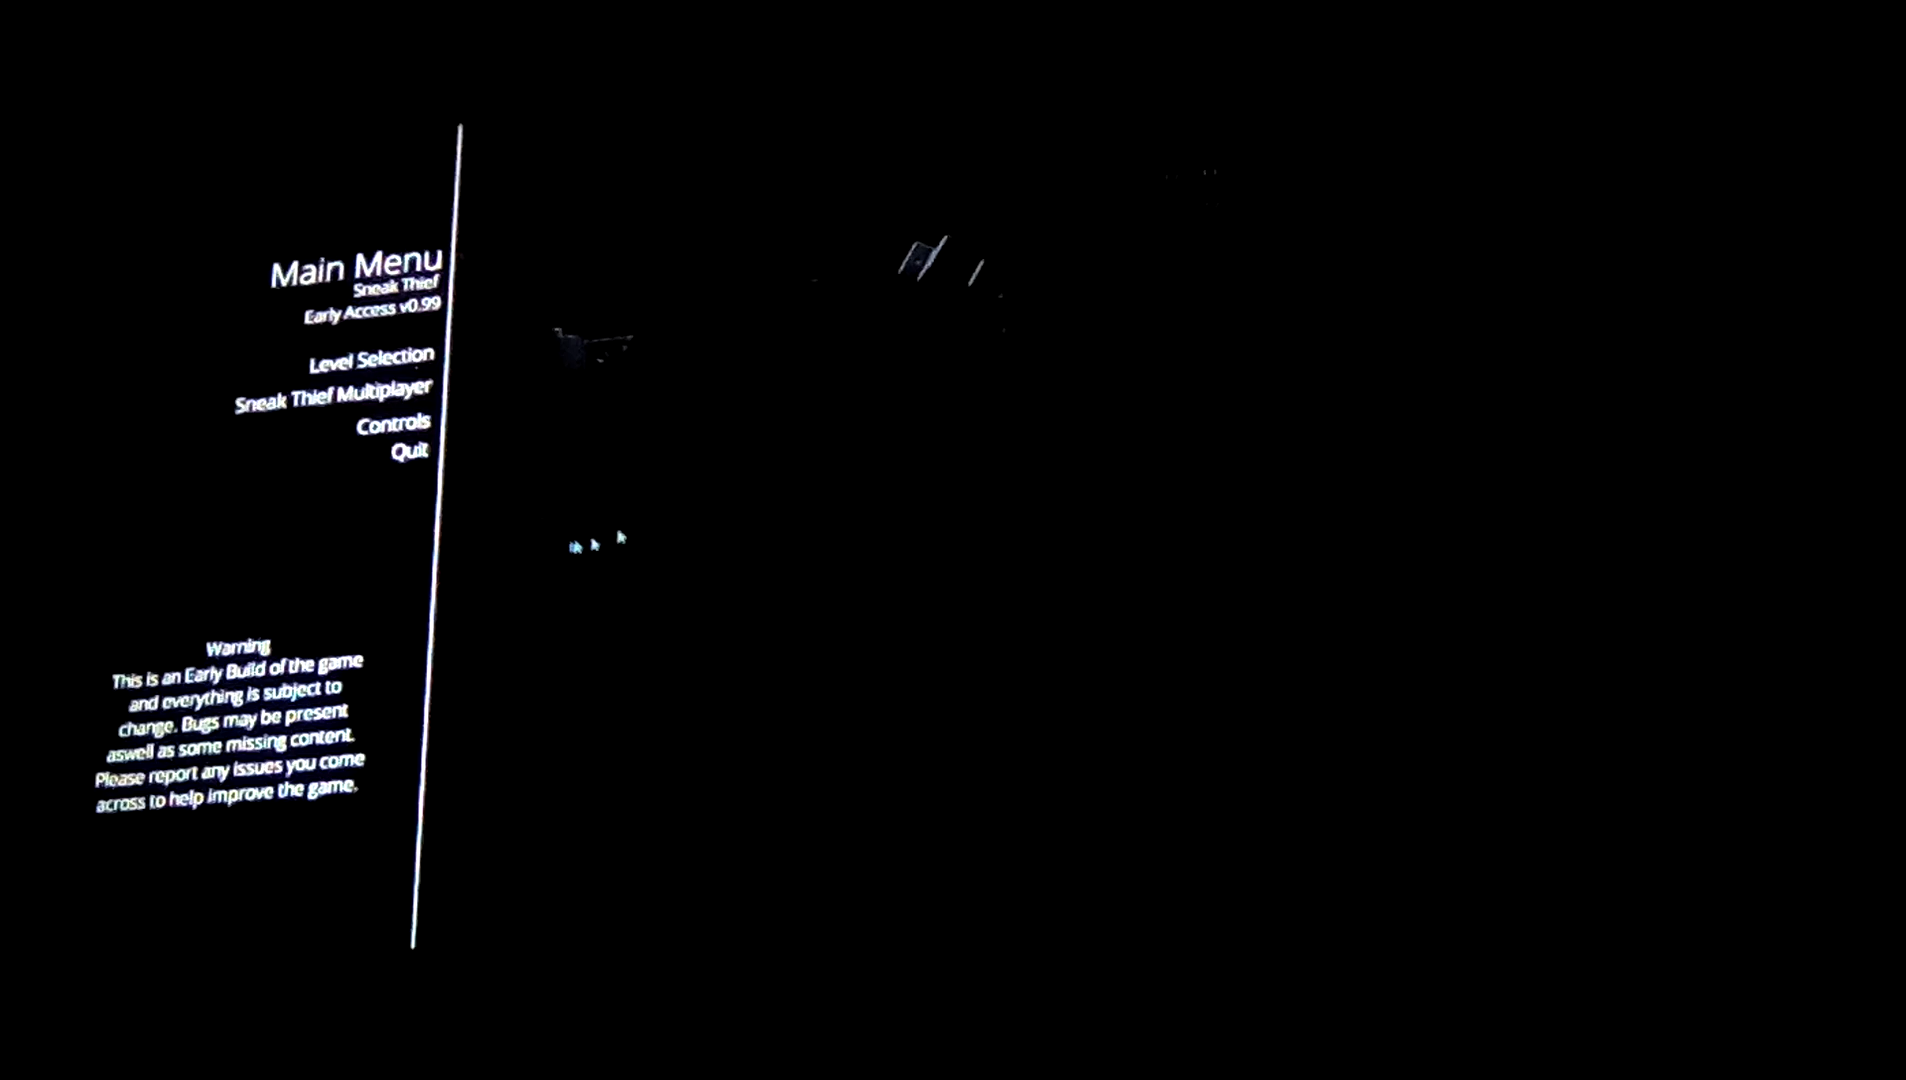 Main Menu
Sneak Thief
Early Access v0.99
Level Selection
Sneak Thief Multiplayer
Controls
Quit
Warning
This is an Early Build of the game
and everything is subject to
change. Bugs may be present
aswell as some missing content.
Please report any issues you come
across to help improve the game.